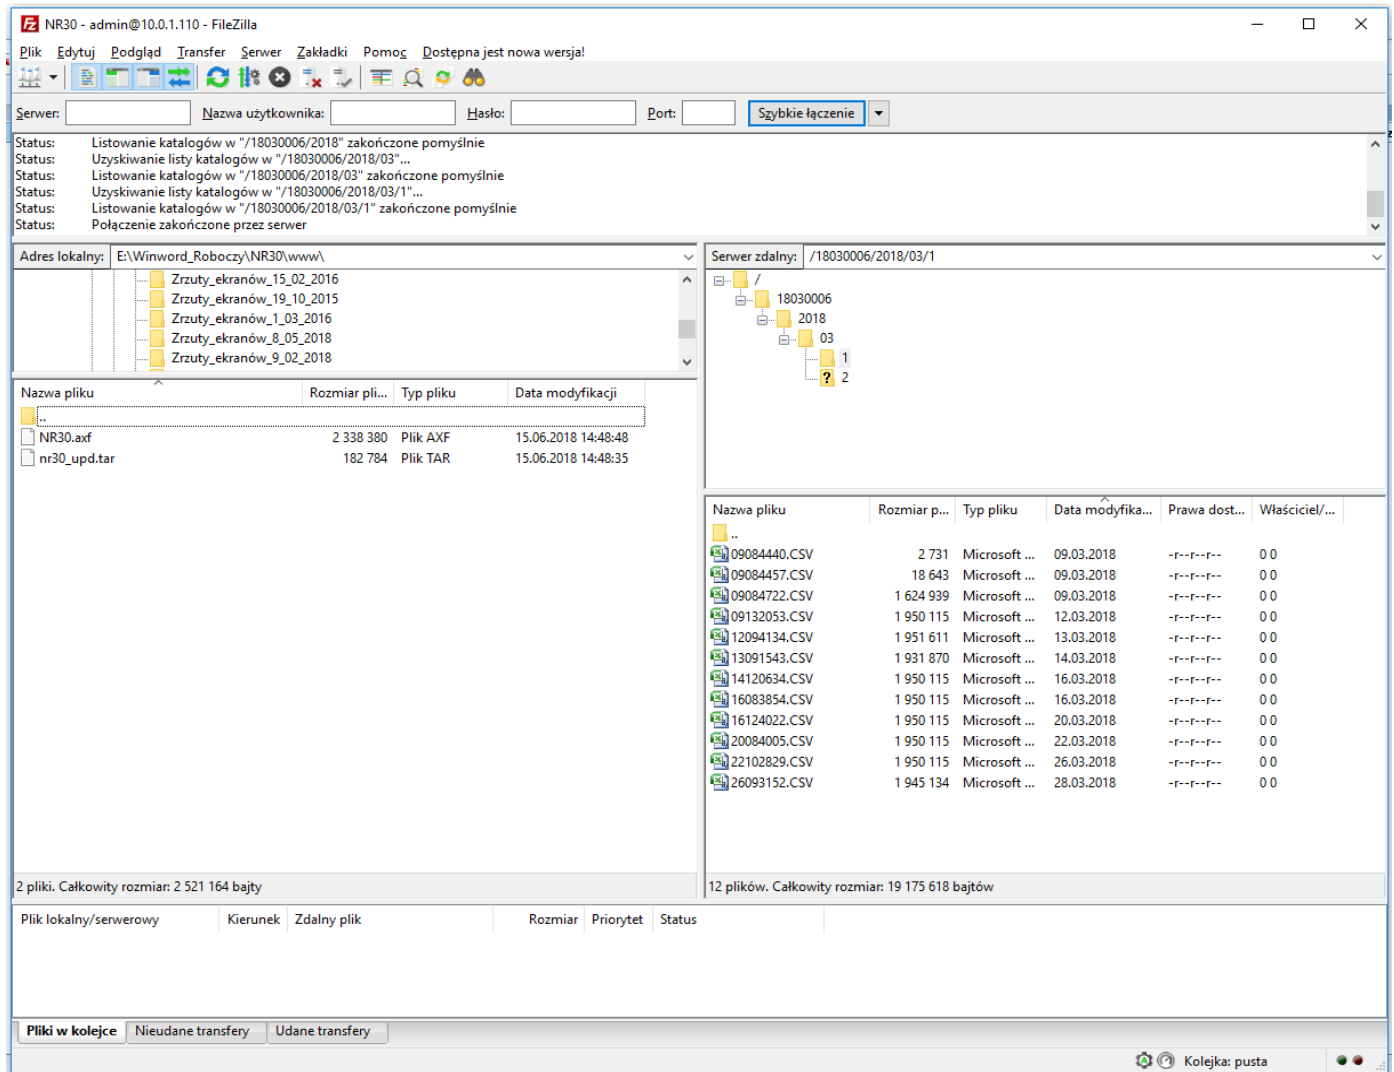 NR30 - admin@10.0.1.110 - FileZilla
Plik Edytuj Podgląd Transfer Serwer Zakładki Pomoc Dostępna jest nowa wersja!
Serwer: Nazwa użytkownika: Hasło: Port: Szybkie łączenie
Status: Listowanie katalogów w "/18030006/2018" zakończone pomyślnie
Status: Uzyskiwanie listy katalogów w "/18030006/2018/03"...
Status: Listowanie katalogów w "/18030006/2018/03" zakończone pomyślnie
Status: Uzyskiwanie listy katalogów w "/18030006/2018/03/1"...
Status: Listowanie katalogów w "/18030006/2018/03/1" zakończone pomyślnie
Status: Połączenie zakończone przez serwer
Adres lokalny: E:\Winword_Roboczy\NR30\www\
Zrzuty_ekranów_15_02_2016
Zrzuty_ekranów_19_10_2015
Zrzuty_ekranów_1_03_2016
Zrzuty_ekranów_8_05_2018
Zrzuty_ekranów_9_02_2018
Nazwa pliku Rozmiar pli... Typ pliku Data modyfikacji
..
NR30.axf 2 338 380 Plik AXF 15.06.2018 14:48:48
nr30_upd.tar 182 784 Plik TAR 15.06.2018 14:48:35
2 pliki. Całkowity rozmiar: 2 521 164 bajty
Serwer zdalny: /18030006/2018/03/1
/
18030006
2018
03
1
? 2
Nazwa pliku Rozmiar p... Typ pliku Data modyfika... Prawa dost... Właściciel/...
..
09084440.CSV 2 731 Microsoft ... 09.03.2018 -r--r--r-- 0 0
09084457.CSV 18 643 Microsoft ... 09.03.2018 -r--r--r-- 0 0
09084722.CSV 1 624 939 Microsoft ... 09.03.2018 -r--r--r-- 0 0
09132053.CSV 1 950 115 Microsoft ... 12.03.2018 -r--r--r-- 0 0
12094134.CSV 1 951 611 Microsoft ... 13.03.2018 -r--r--r-- 0 0
13091543.CSV 1 931 870 Microsoft ... 14.03.2018 -r--r--r-- 0 0
14120634.CSV 1 950 115 Microsoft ... 16.03.2018 -r--r--r-- 0 0
16083854.CSV 1 950 115 Microsoft ... 16.03.2018 -r--r--r-- 0 0
16124022.CSV 1 950 115 Microsoft ... 20.03.2018 -r--r--r-- 0 0
20084005.CSV 1 950 115 Microsoft ... 22.03.2018 -r--r--r-- 0 0
22102829.CSV 1 950 115 Microsoft ... 26.03.2018 -r--r--r-- 0 0
26093152.CSV 1 945 134 Microsoft ... 28.03.2018 -r--r--r-- 0 0
12 plików. Całkowity rozmiar: 19 175 618 bajtów
Plik lokalny/serwerowy Kierunek Zdalny plik Rozmiar Priorytet Status
Pliki w kolejce Nieudane transfery Udane transfery
Kolejka: pusta